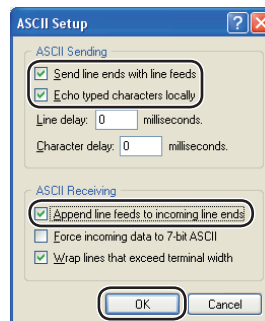 ASCII Setup
ASCII Sending
Send line ends with line feeds
Echo typed characters locally
Line delay: 0 milliseconds.
Character delay: 0 milliseconds.
ASCII Receiving
Append line feeds to incoming line ends
Force incoming data to 7-bit ASCII
Wrap lines that exceed terminal width
OK Cancel